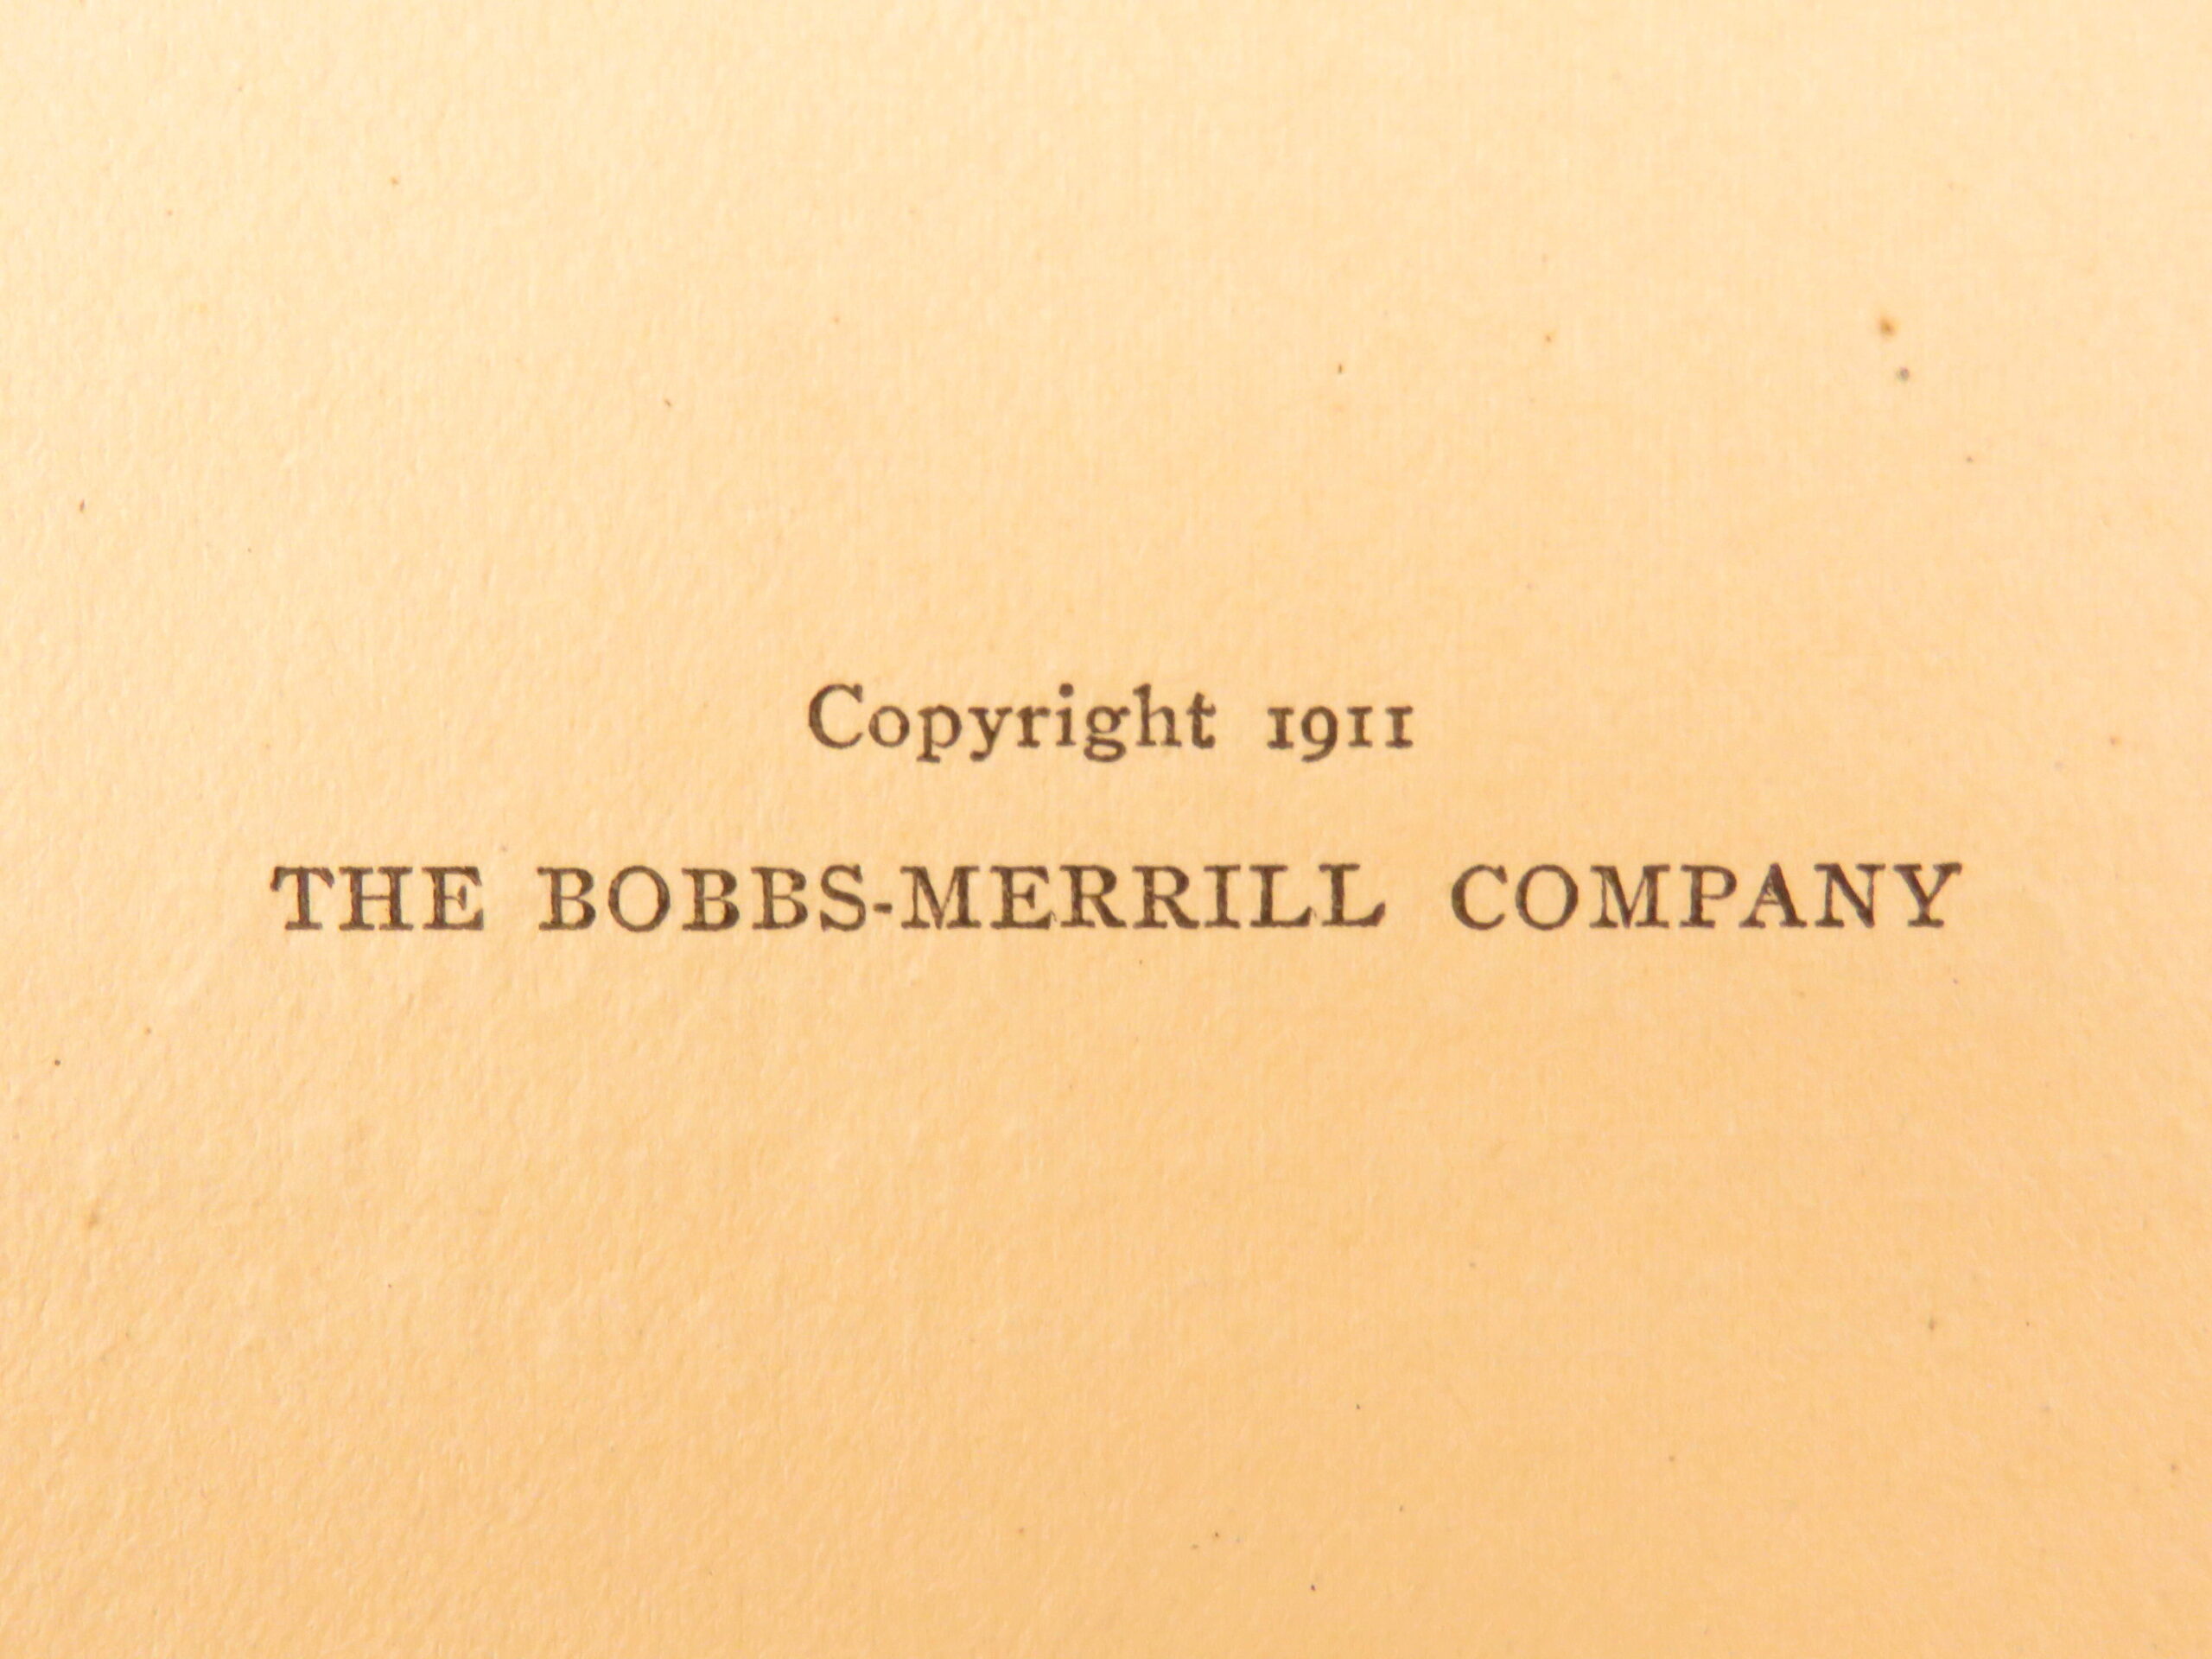 Copyright 1911
THE BOBBS-MERRILL COMPANY